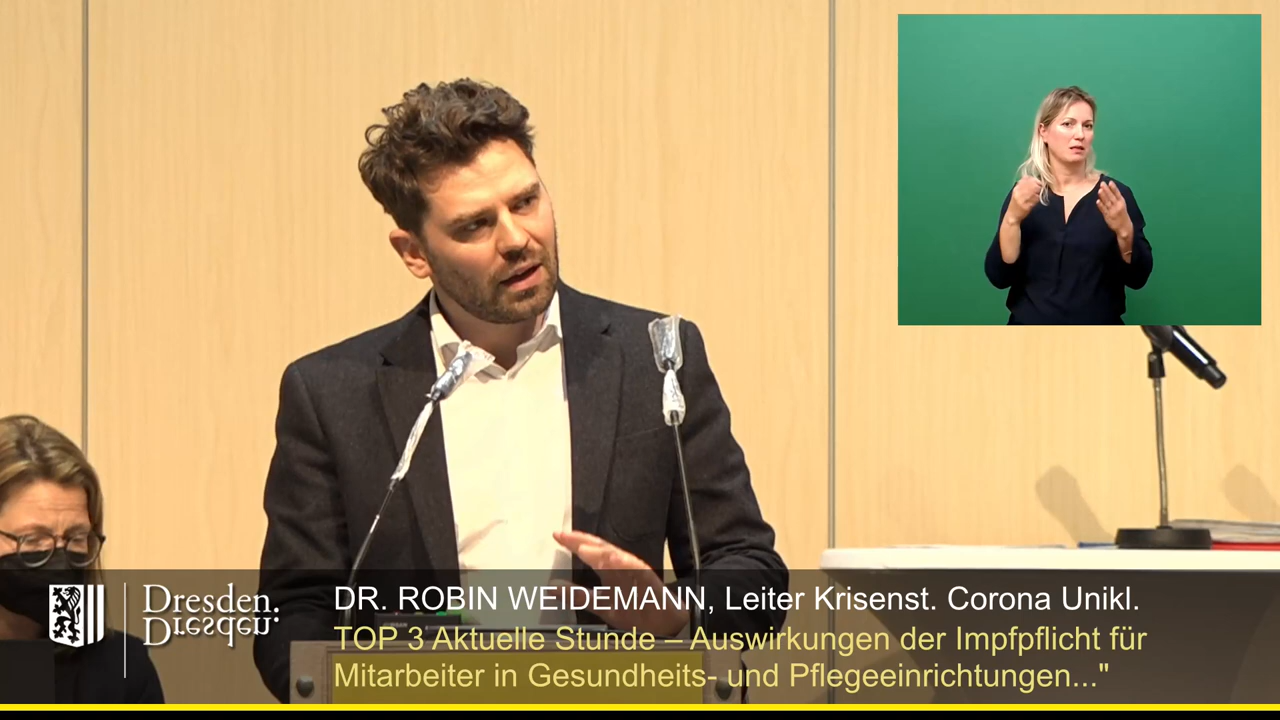 Dresden.
Dresden.
DR. ROBIN WEIDEMANN, Leiter Krisenst. Corona Unikl.
TOP 3 Aktuelle Stunde – Auswirkungen der Impfpflicht für
Mitarbeiter in Gesundheits- und Pflegeeinrichtungen..."